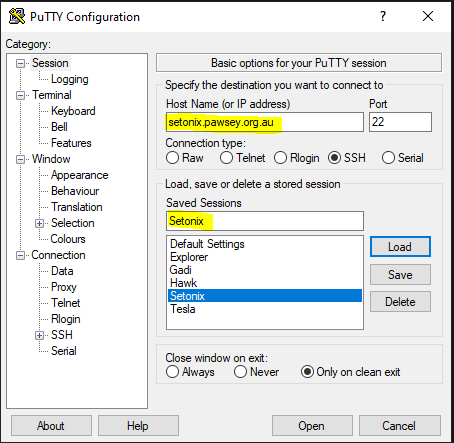 PuTTY Configuration
?
Category:
Session
Logging
Terminal
Keyboard
Bell
Features
Window
Appearance
Behaviour
Translation
Selection
Colours
Connection
Data
Proxy
Telnet
Rlogin
SSH
Serial
Basic options for your PuTTY session
Specify the destination you want to connect to
Host Name (or IP address) Port
setonix.pawsey.org.au 22
Connection type:
Raw Telnet Rlogin SSH Serial
Load, save or delete a stored session
Saved Sessions
Setonix
Default Settings
Explorer
Gadi
Hawk
Setonix
Tesla
Load
Save
Delete
Close window on exit:
Always Never Only on clean exit
About Help Open Cancel